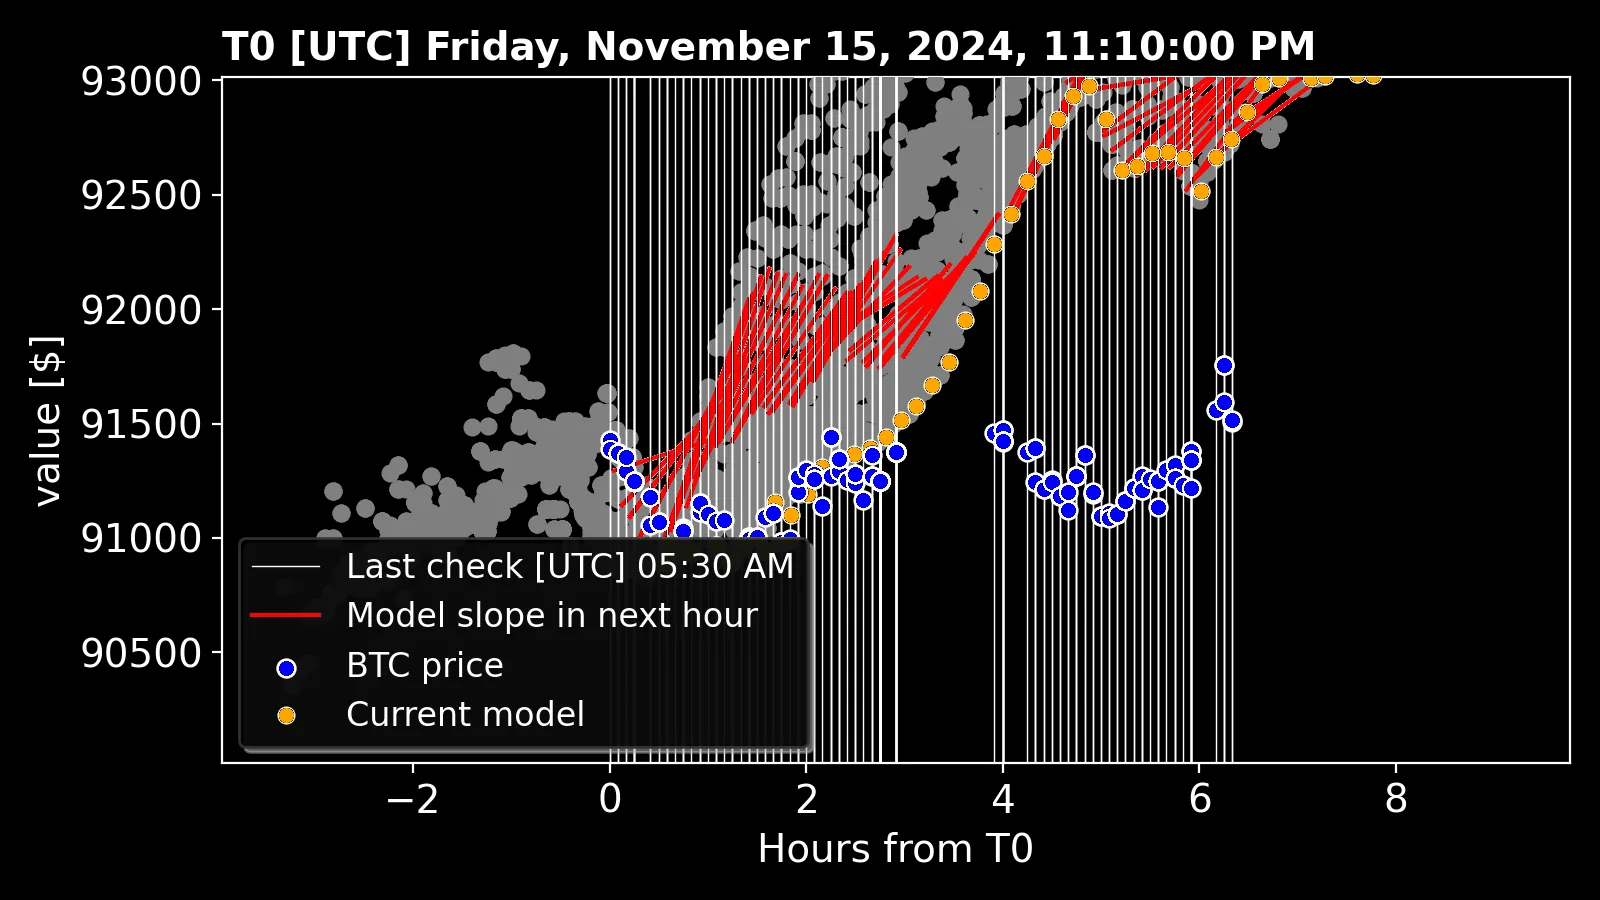 T0 [UTC] Friday, November 15, 2024, 11:10:00 PM
93000
92500
92000
91500
91000
90500
value [$]
Last check [UTC] 05:30 AM
Model slope in next hour
BTC price
Current model
−2 0 2 4 6 8
Hours from T0